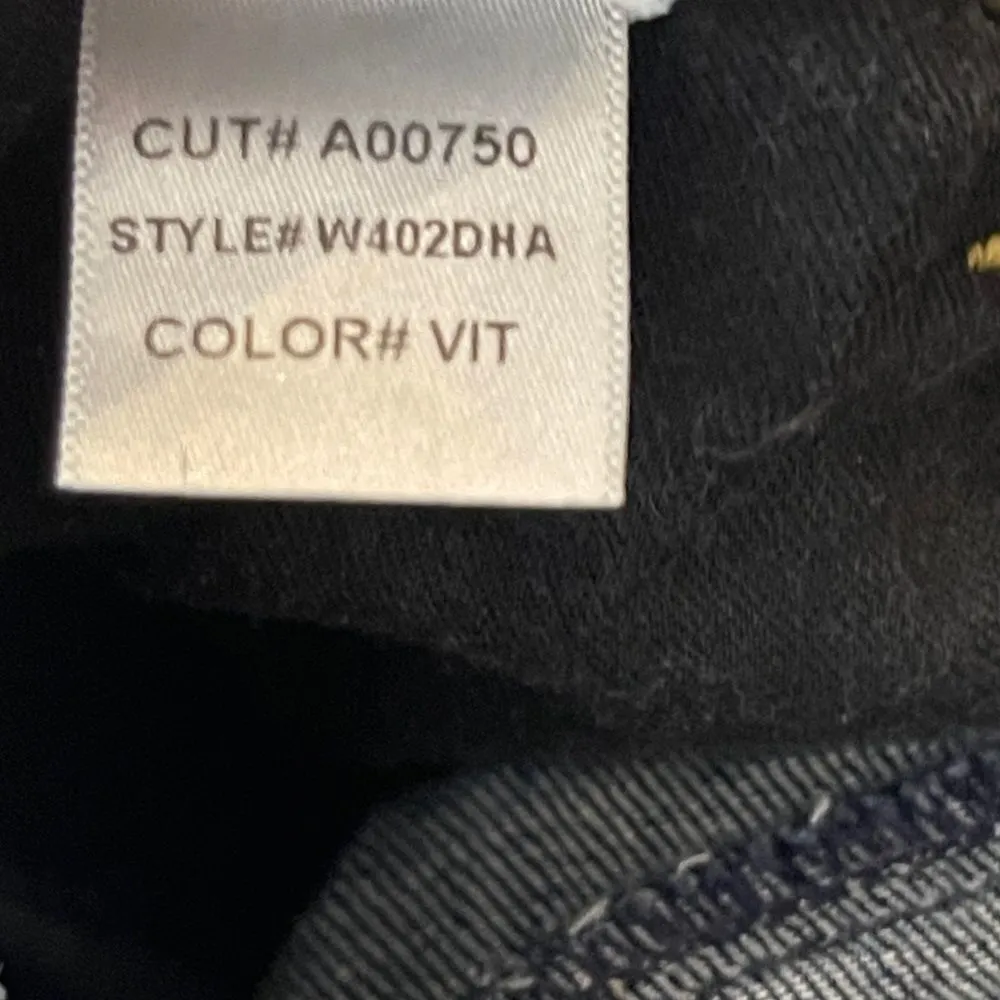 CUT# A00750
STYLE# W402DHA
COLOR# VIT